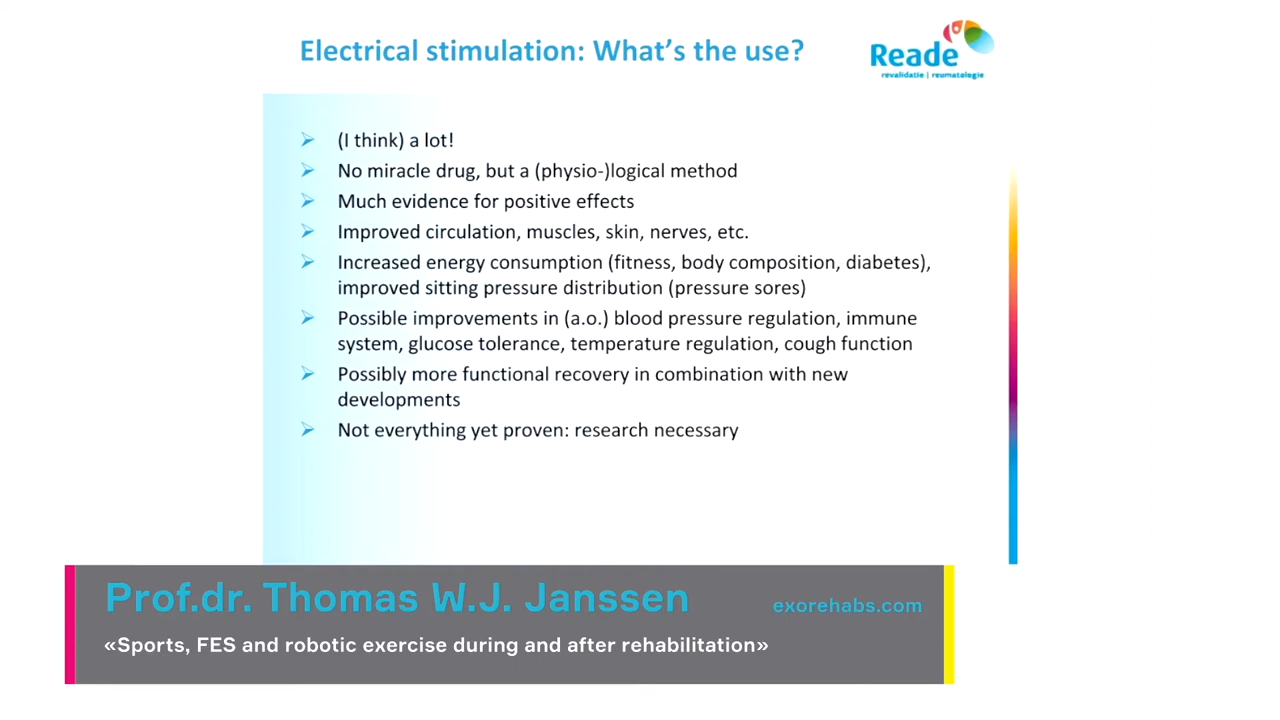 Electrical stimulation: What's the use?
Reade
revalidatie | reumatologie
(I think) a lot!
No miracle drug, but a (physio-)logical method
Much evidence for positive effects
Improved circulation, muscles, skin, nerves, etc.
Increased energy consumption (fitness, body composition, diabetes),
improved sitting pressure distribution (pressure sores)
Possible improvements in (a.o.) blood pressure regulation, immune
system, glucose tolerance, temperature regulation, cough function
Possibly more functional recovery in combination with new
developments
Not everything yet proven: research necessary
Prof.dr. Thomas W.J. Janssen
exorehabs.com
«Sports, FES and robotic exercise during and after rehabilitation»